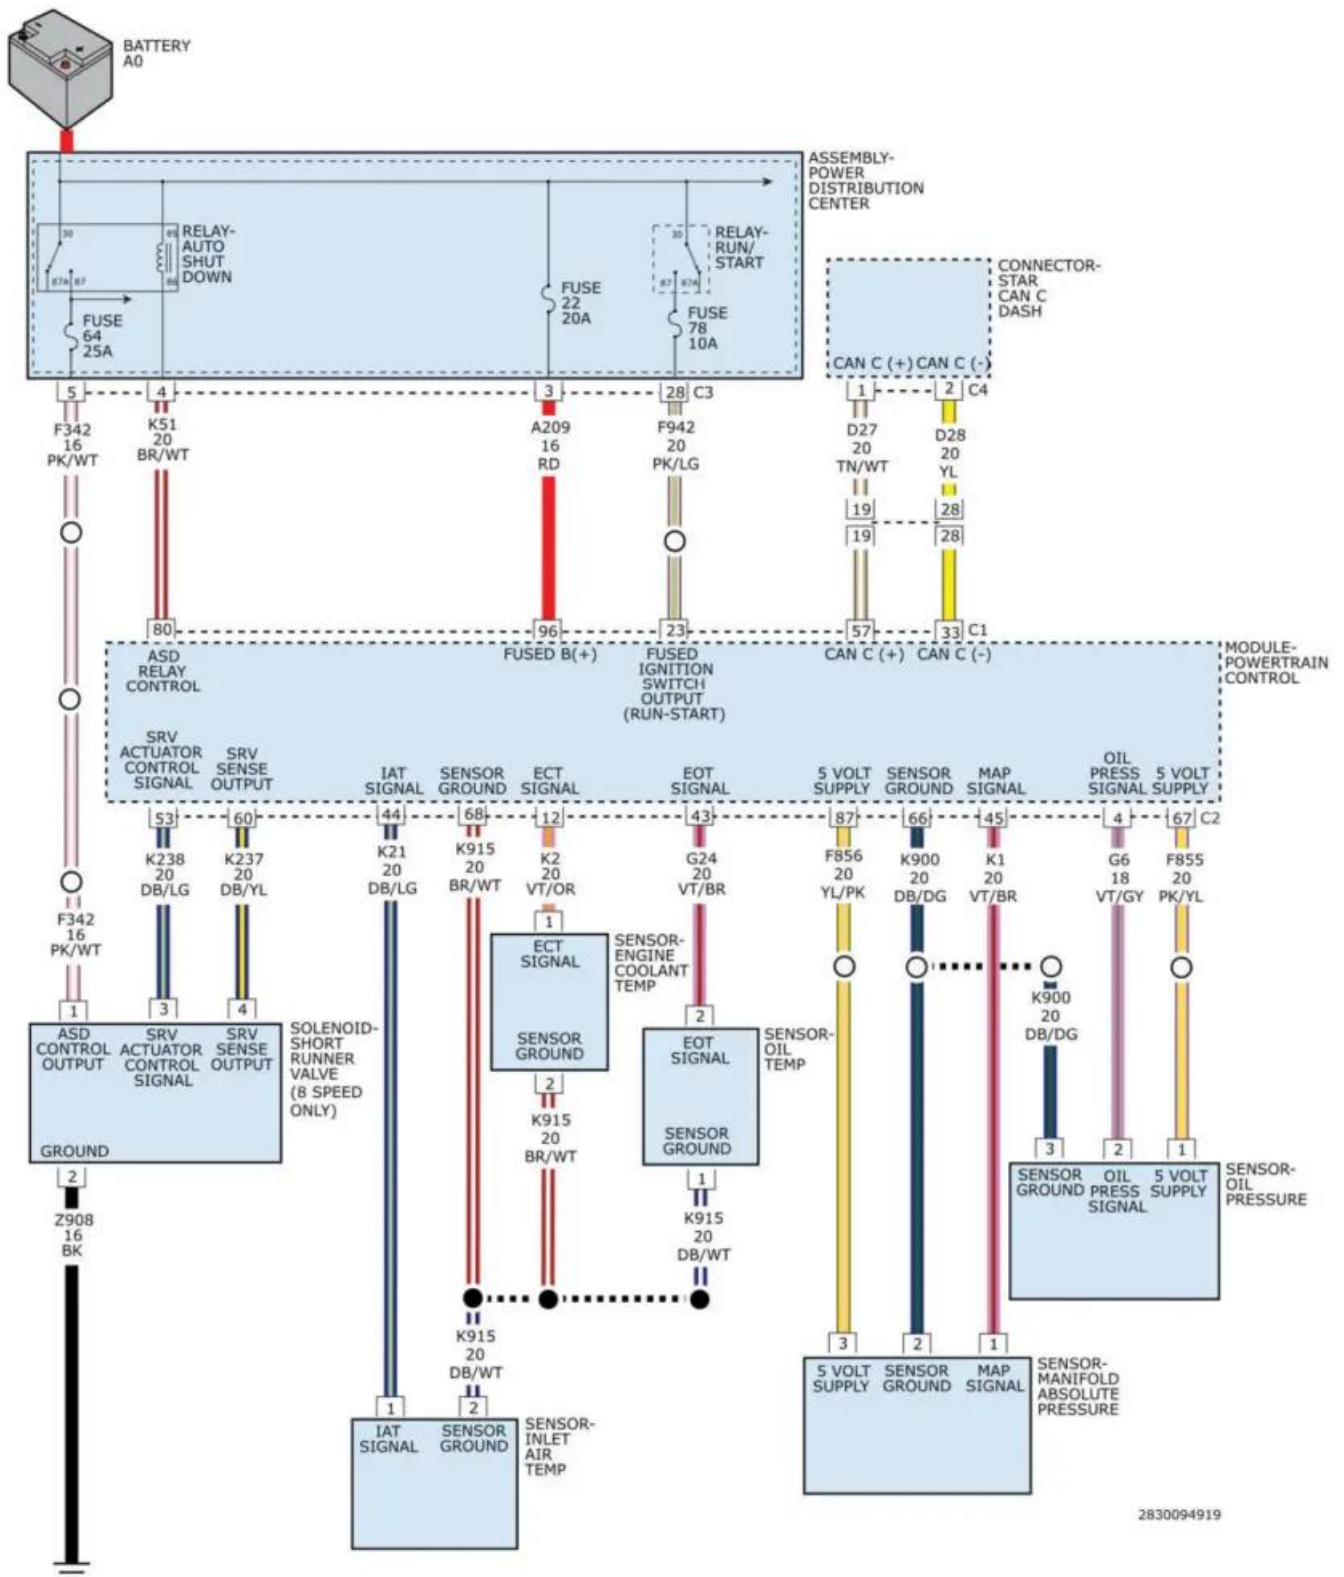 BATTERY
A0
ASSEMBLY-
POWER
DISTRIBUTION
CENTER
30
85
RELAY-
AUTO
SHUT
DOWN
87A
87
86
FUSE
64
25A
FUSE
22
20A
30
RELAY-
RUN/
START
87
87A
FUSE
78
10A
CONNECTOR-
STAR
CAN C
DASH
CAN C (+)
CAN C (-)
5
4
3
28
C3
1
2
C4
F342
16
PK/WT
K51
20
BR/WT
A209
16
RD
F942
20
PK/LG
D27
20
TN/WT
D28
20
YL
19
28
19
28
80
96
23
57
33
C1
ASD
RELAY
CONTROL
FUSED B(+)
FUSED
IGNITION
SWITCH
OUTPUT
(RUN-START)
CAN C (+)
CAN C (-)
MODULE-
POWERTRAIN
CONTROL
SRV
ACTUATOR
CONTROL
SIGNAL
SRV
SENSE
OUTPUT
IAT
SIGNAL
SENSOR
GROUND
ECT
SIGNAL
EOT
SIGNAL
5 VOLT
SUPPLY
SENSOR
GROUND
MAP
SIGNAL
OIL
PRESS
SIGNAL
5 VOLT
SUPPLY
53
60
44
68
12
43
87
66
45
4
67
C2
K238
20
DB/LG
K237
20
DB/YL
K21
20
DB/LG
K915
20
BR/WT
K2
20
VT/OR
G24
20
VT/BR
F856
20
YL/PK
K900
20
DB/DG
K1
20
VT/BR
G6
18
VT/GY
F855
20
PK/YL
F342
16
PK/WT
1
3
4
ASD
CONTROL
OUTPUT
SRV
ACTUATOR
CONTROL
SIGNAL
SRV
SENSE
OUTPUT
GROUND
SOLENOID-
SHORT
RUNNER
VALVE
(8 SPEED
ONLY)
2
Z908
16
BK
1
ECT
SIGNAL
SENSOR
GROUND
SENSOR-
ENGINE
COOLANT
TEMP
2
K915
20
BR/WT
2
EOT
SIGNAL
SENSOR
GROUND
SENSOR-
OIL
TEMP
1
K915
20
DB/WT
K900
20
DB/DG
3
2
1
SENSOR
GROUND
OIL
PRESS
SIGNAL
5 VOLT
SUPPLY
SENSOR-
OIL
PRESSURE
K915
20
DB/WT
1
2
IAT
SIGNAL
SENSOR
GROUND
SENSOR-
INLET
AIR
TEMP
3
2
1
5 VOLT
SUPPLY
SENSOR
GROUND
MAP
SIGNAL
SENSOR-
MANIFOLD
ABSOLUTE
PRESSURE
2830094919